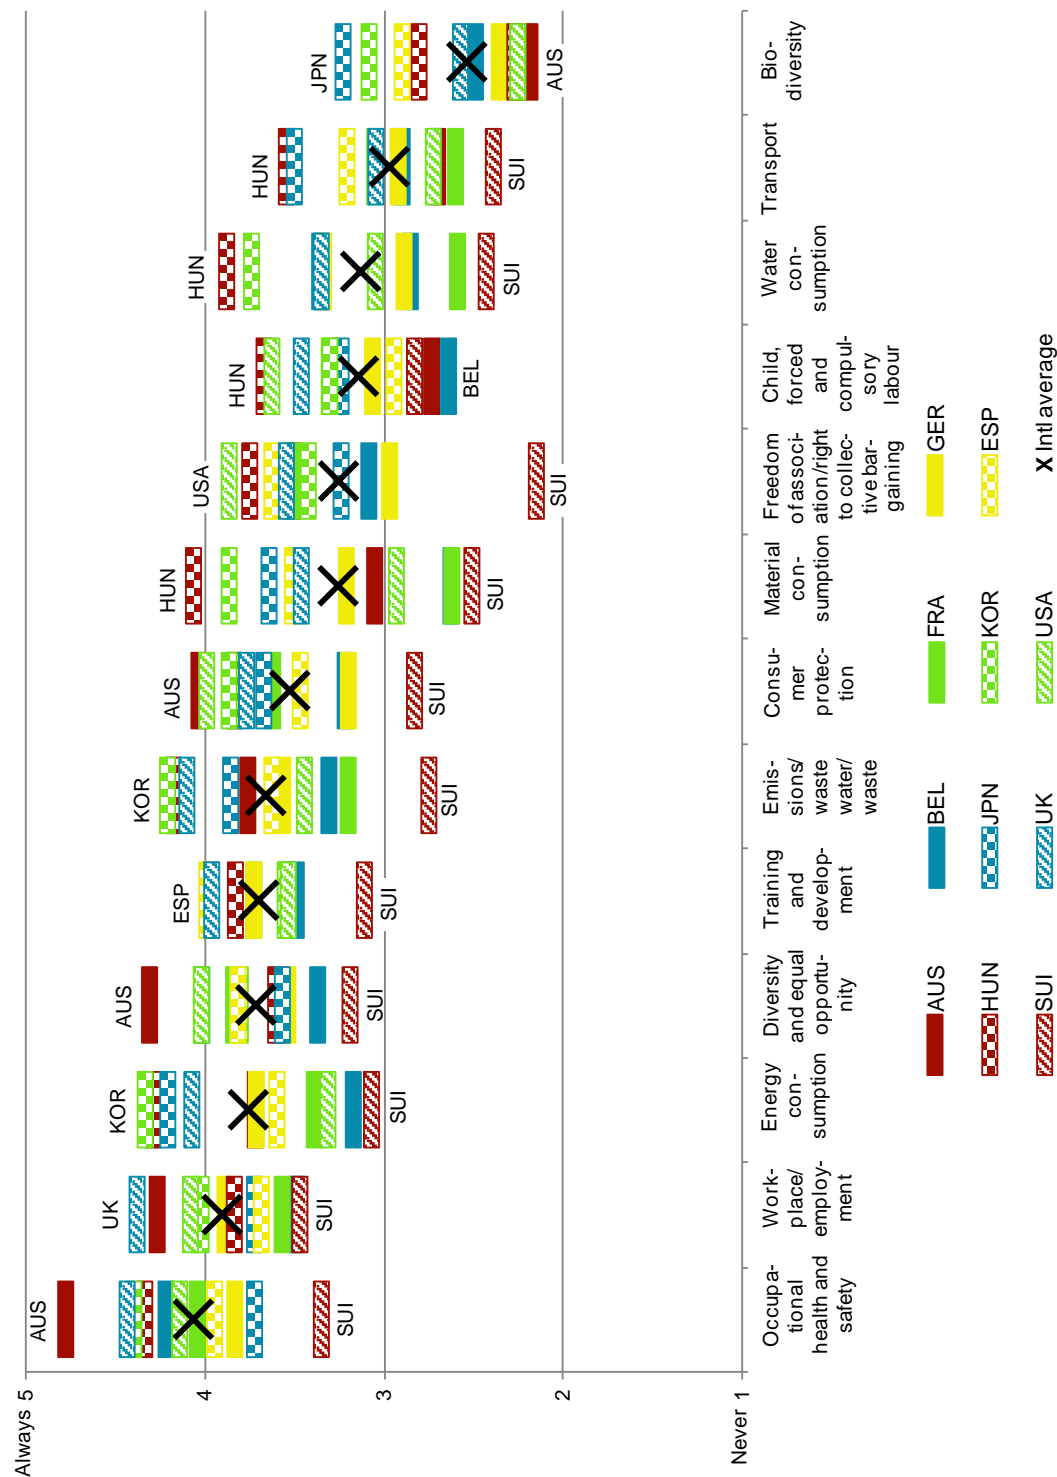 Always 5
4
3
2
Never 1
AUS
SUI
UK
SUI
KOR
SUI
AUS
SUI
ESP
SUI
KOR
SUI
AUS
SUI
HUN
SUI
USA
SUI
HUN
BEL
HUN
SUI
HUN
SUI
JPN
AUS
Occupa-
tional
health and
safety
Work-
place/
employ-
ment
Energy
con-
sumption
Diversity
and equal
opportu-
nity
Training
and
develop-
ment
Emis-
sions/
waste
water/
waste
Consu-
mer
protec-
tion
Material
con-
sumption
Freedom
of associ-
ation/right
to collec-
tive bar-
gaining
Child,
forced
and
compul-
sory
labour
Water
con-
sumption
Transport
Bio-
diversity
AUS
BEL
FRA
GER
HUN
JPN
KOR
ESP
SUI
UK
USA
X Intl average